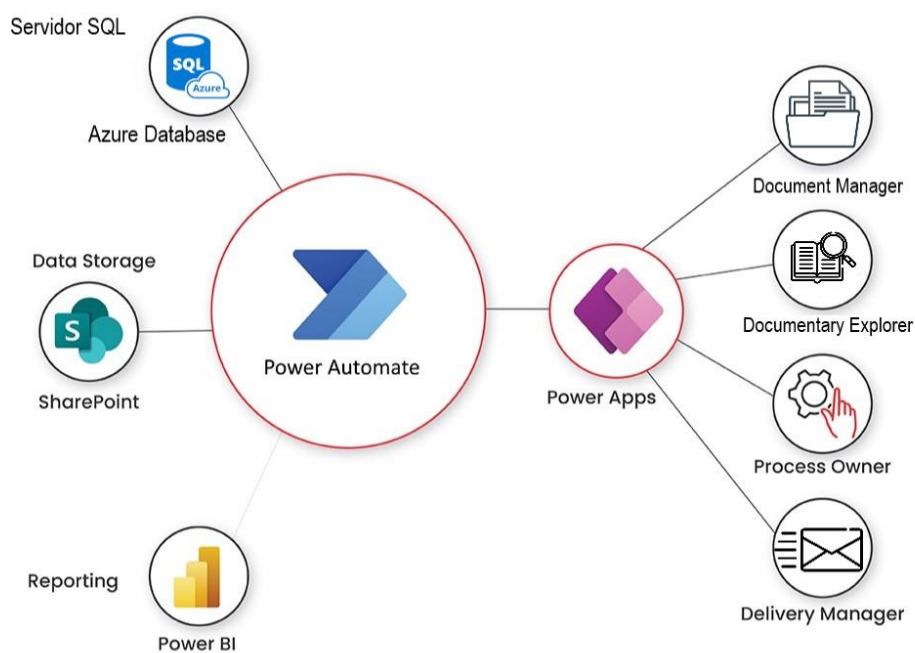 Servidor SQL
SQL
Azure
Azure Database
Data Storage
S
SharePoint
Reporting
Power BI
Power Automate
Power Apps
Document Manager
Documentary Explorer
Process Owner
Delivery Manager